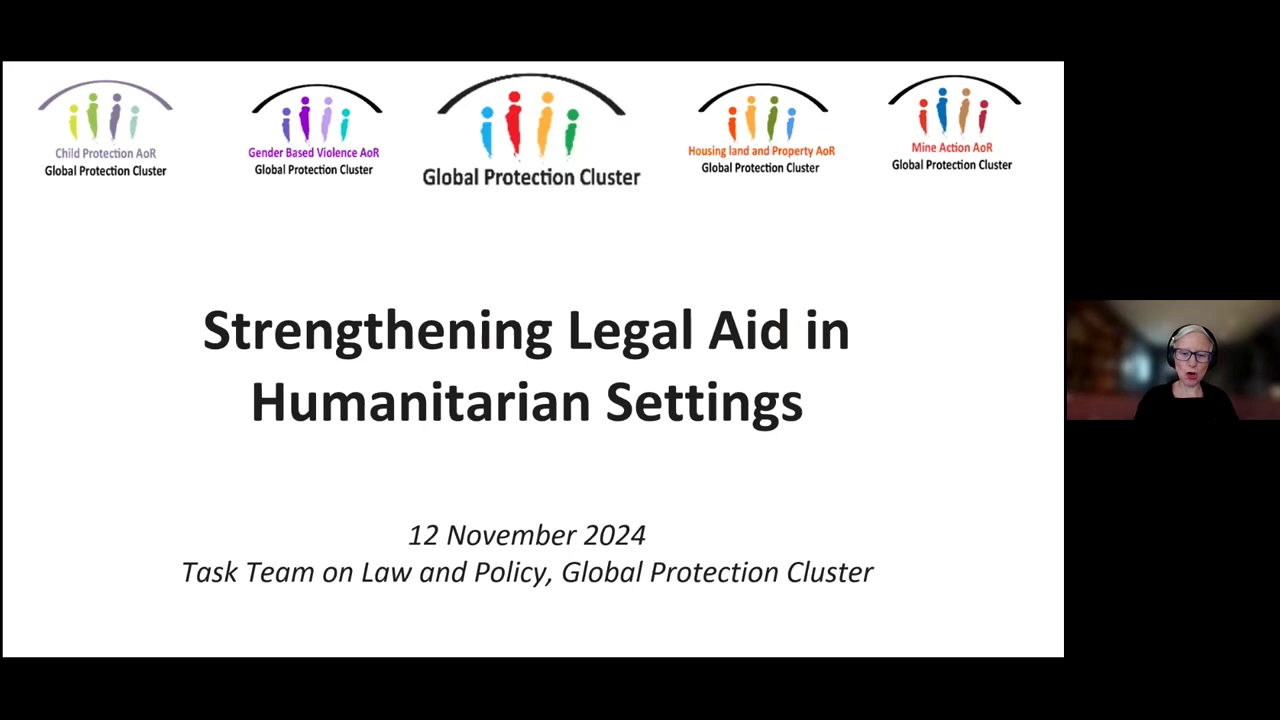 Child Protection AoR
Global Protection Cluster
Gender Based Violence AoR
Global Protection Cluster
Global Protection Cluster
Housing land and Property AoR
Global Protection Cluster
Mine Action AoR
Global Protection Cluster
Strengthening Legal Aid in
Humanitarian Settings
12 November 2024
Task Team on Law and Policy, Global Protection Cluster